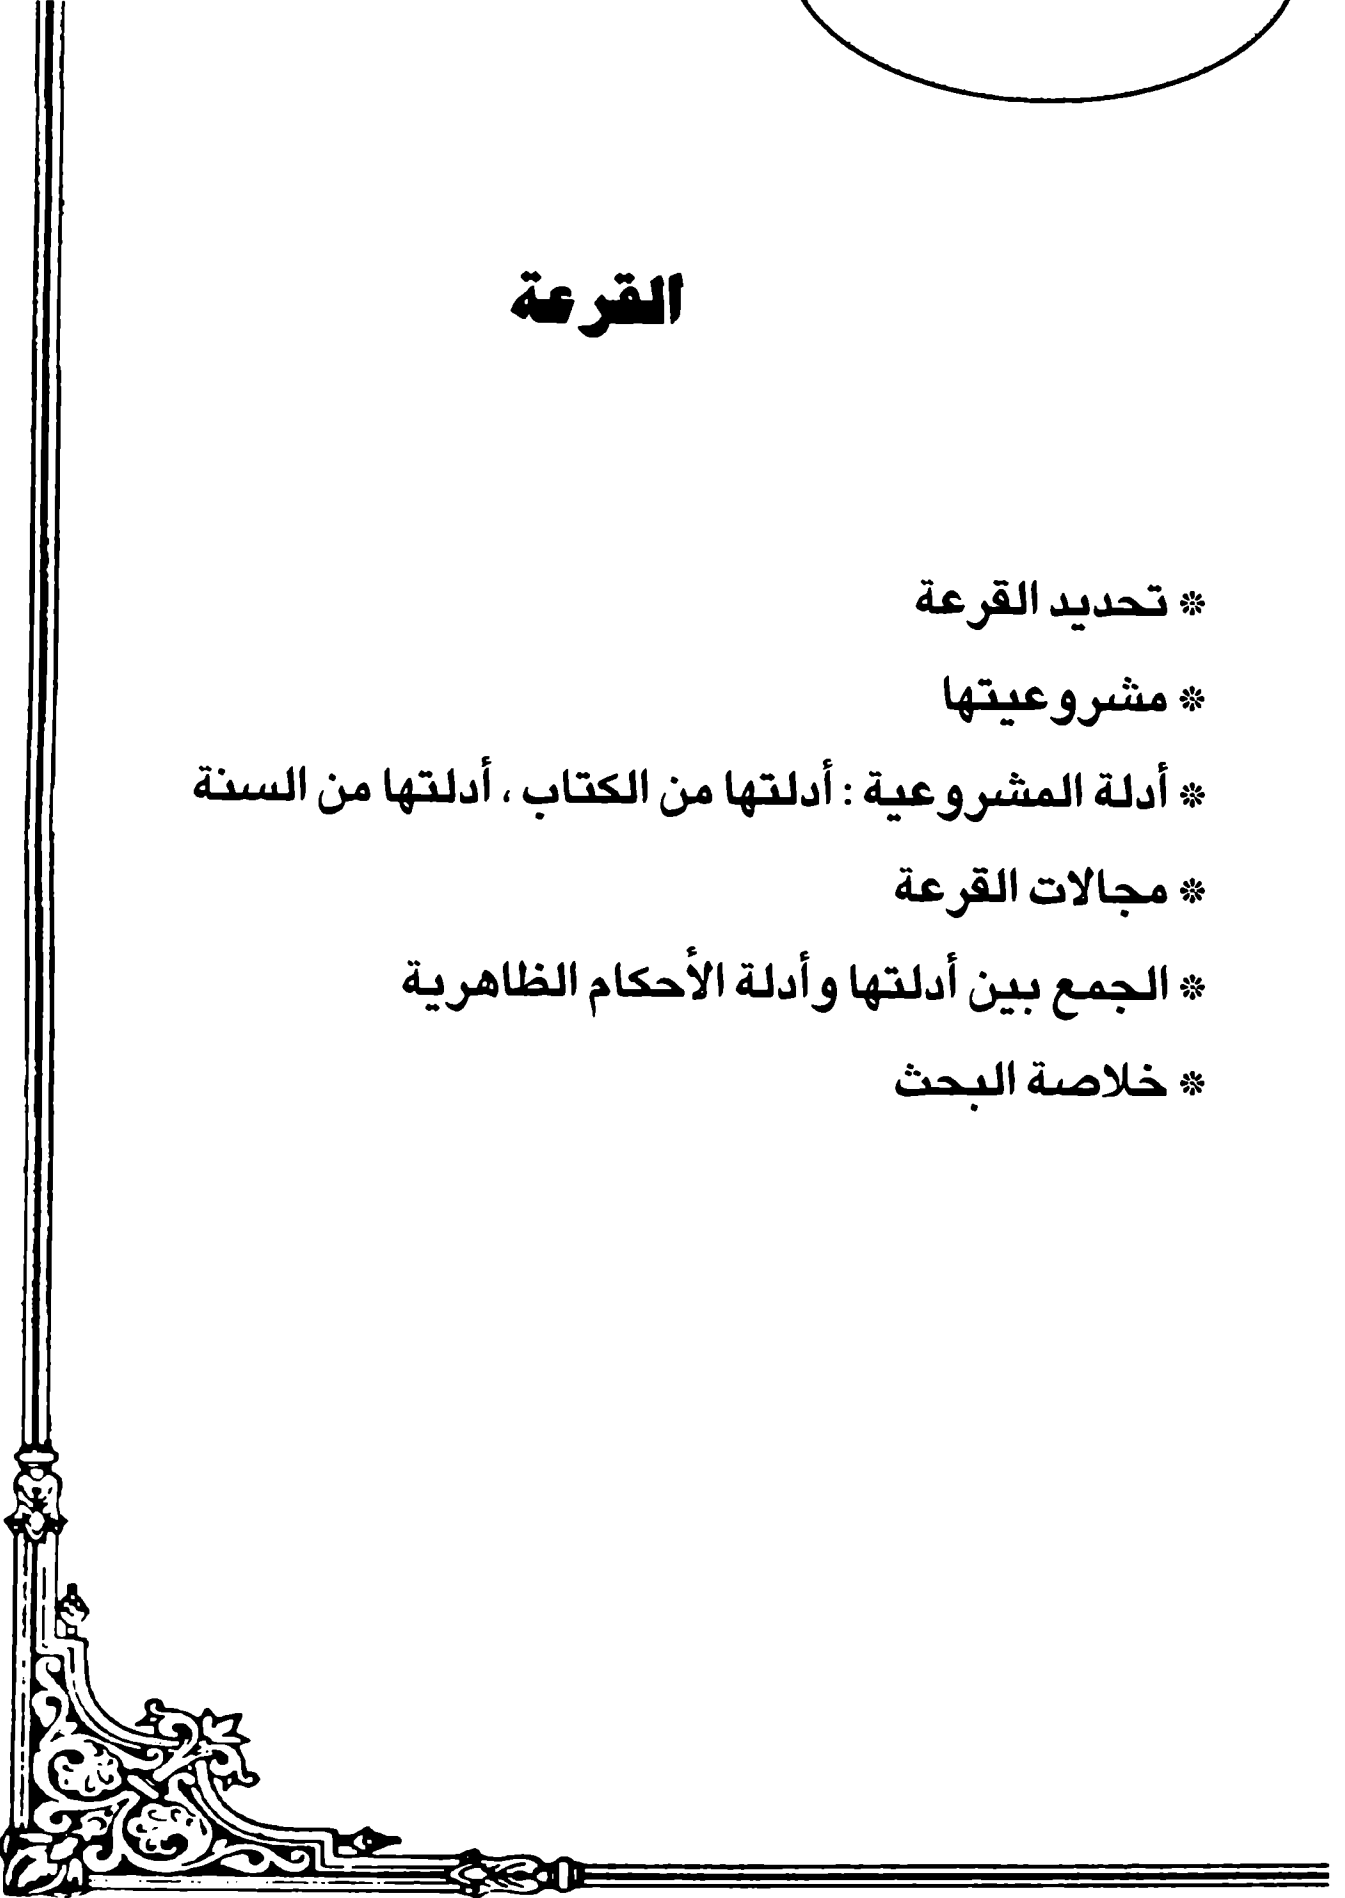 القرعة
❊ تحديد القرعة
❊ مشروعيتها
❊ أدلة المشروعية : أدلتها من الكتاب ، أدلتها من السنة
❊ مجالات القرعة
❊ الجمع بين أدلتها وأدلة الأحكام الظاهرية
❊ خلاصة البحث